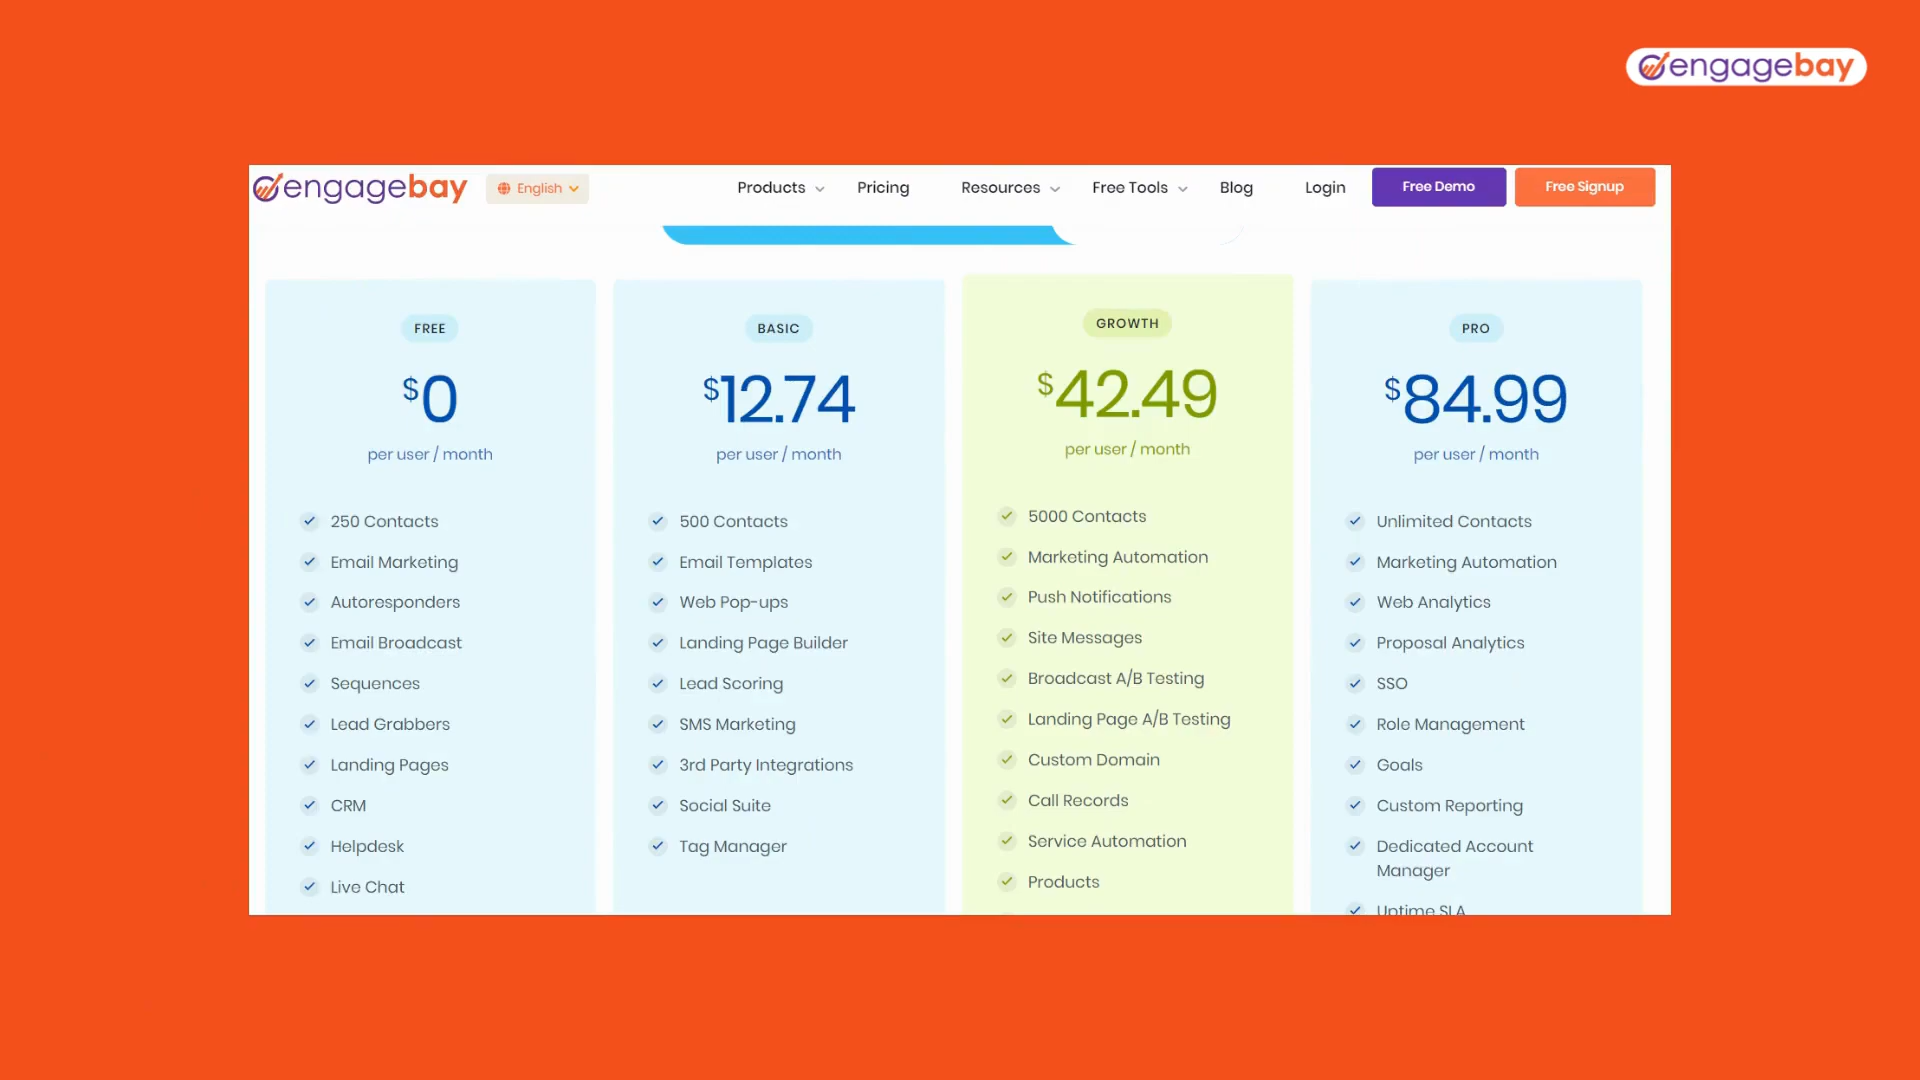 engagebay
engagebay English Products Pricing Resources Free Tools Blog Login Free Demo Free Signup
FREE
$0
per user / month
250 Contacts
Email Marketing
Autoresponders
Email Broadcast
Sequences
Lead Grabbers
Landing Pages
CRM
Helpdesk
Live Chat
BASIC
$12.74
per user / month
500 Contacts
Email Templates
Web Pop-ups
Landing Page Builder
Lead Scoring
SMS Marketing
3rd Party Integrations
Social Suite
Tag Manager
GROWTH
$42.49
per user / month
5000 Contacts
Marketing Automation
Push Notifications
Site Messages
Broadcast A/B Testing
Landing Page A/B Testing
Custom Domain
Call Records
Service Automation
Products
PRO
$84.99
per user / month
Unlimited Contacts
Marketing Automation
Web Analytics
Proposal Analytics
SSO
Role Management
Goals
Custom Reporting
Dedicated Account
Manager
Uptime SLA